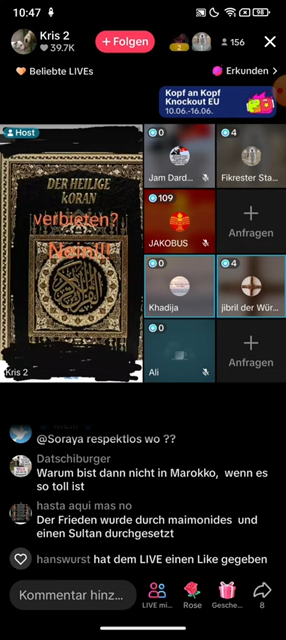 10:47
98
Kris 2
39.7K
+ Folgen
2
156
Beliebte LIVEs
Erkunden >
Kopf an Kopf
Knockout EU
10.06.-16.06.
Host
DER HEILIGE
KORAN
verbieten?
Nein!!!
Kris 2
0
Jam Dard...
4
Fikrester Sta...
109
JAKOBUS
Anfragen
0
Khadija
4
jibril der Wür...
0
Ali
Anfragen
@Soraya respektlos wo ??
Datschiburger
Warum bist dann nicht in Marokko, wenn es
so toll ist
hasta aqui mas no
Der Frieden wurde durch maimonides und
einen Sultan durchgesetzt
hanswurst hat dem LIVE einen Like gegeben
Kommentar hinz...
LIVE mi...
Rose
Gesche...
8